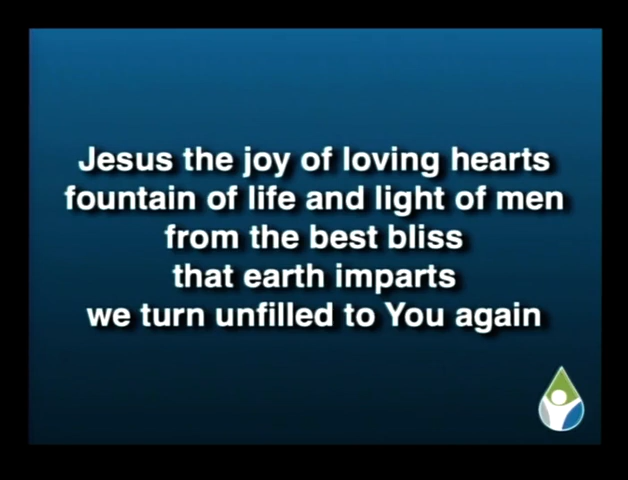 Jesus the joy of loving hearts
fountain of life and light of men
from the best bliss
that earth imparts
we turn unfilled to You again